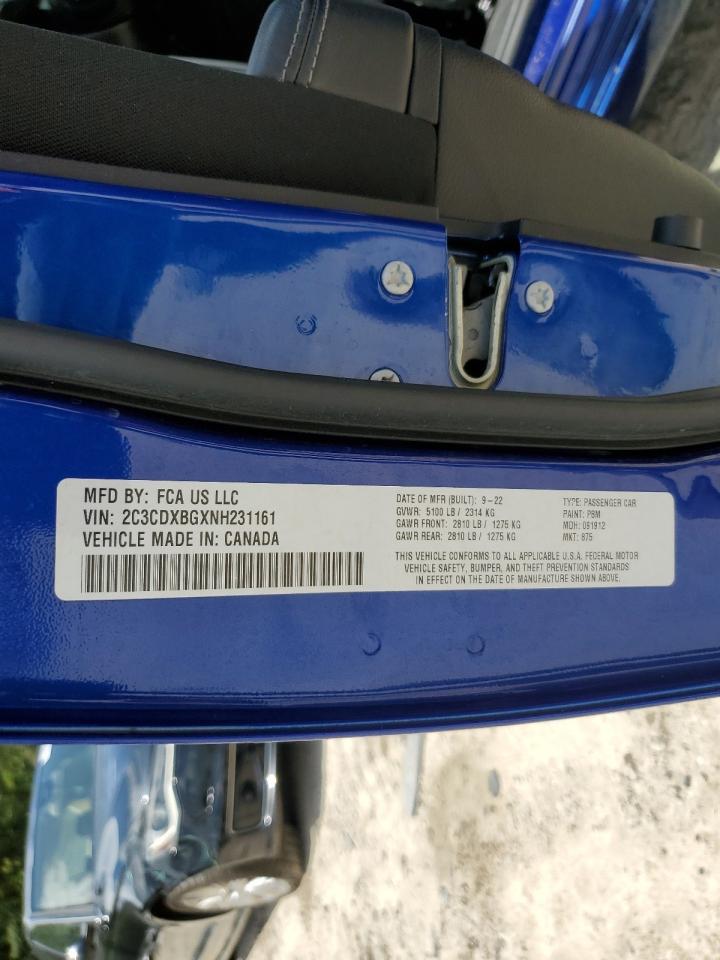 MFD BY: FCA US LLC
VIN: 2C3CDXBGXNH231161
VEHICLE MADE IN: CANADA
DATE OF MFR (BUILT): 9-22
GVWR: 5100 LB / 2314 KG
GAWR FRONT: 2810 LB / 1275 KG
GAWR REAR: 2810 LB / 1275 KG
TYPE: PASSENGER CAR
PAINT: PBM
MDH: 091912
MKT: 875
THIS VEHICLE CONFORMS TO ALL APPLICABLE U.S.A. FEDERAL MOTOR
VEHICLE SAFETY, BUMPER, AND THEFT PREVENTION STANDARDS
IN EFFECT ON THE DATE OF MANUFACTURE SHOWN ABOVE.